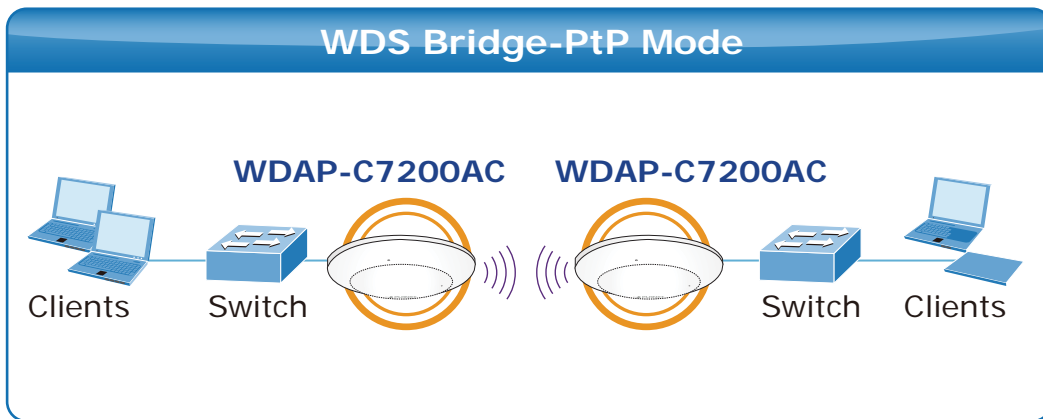 WDS Bridge-PtP Mode
WDAP-C7200AC WDAP-C7200AC
Clients Switch Switch Clients